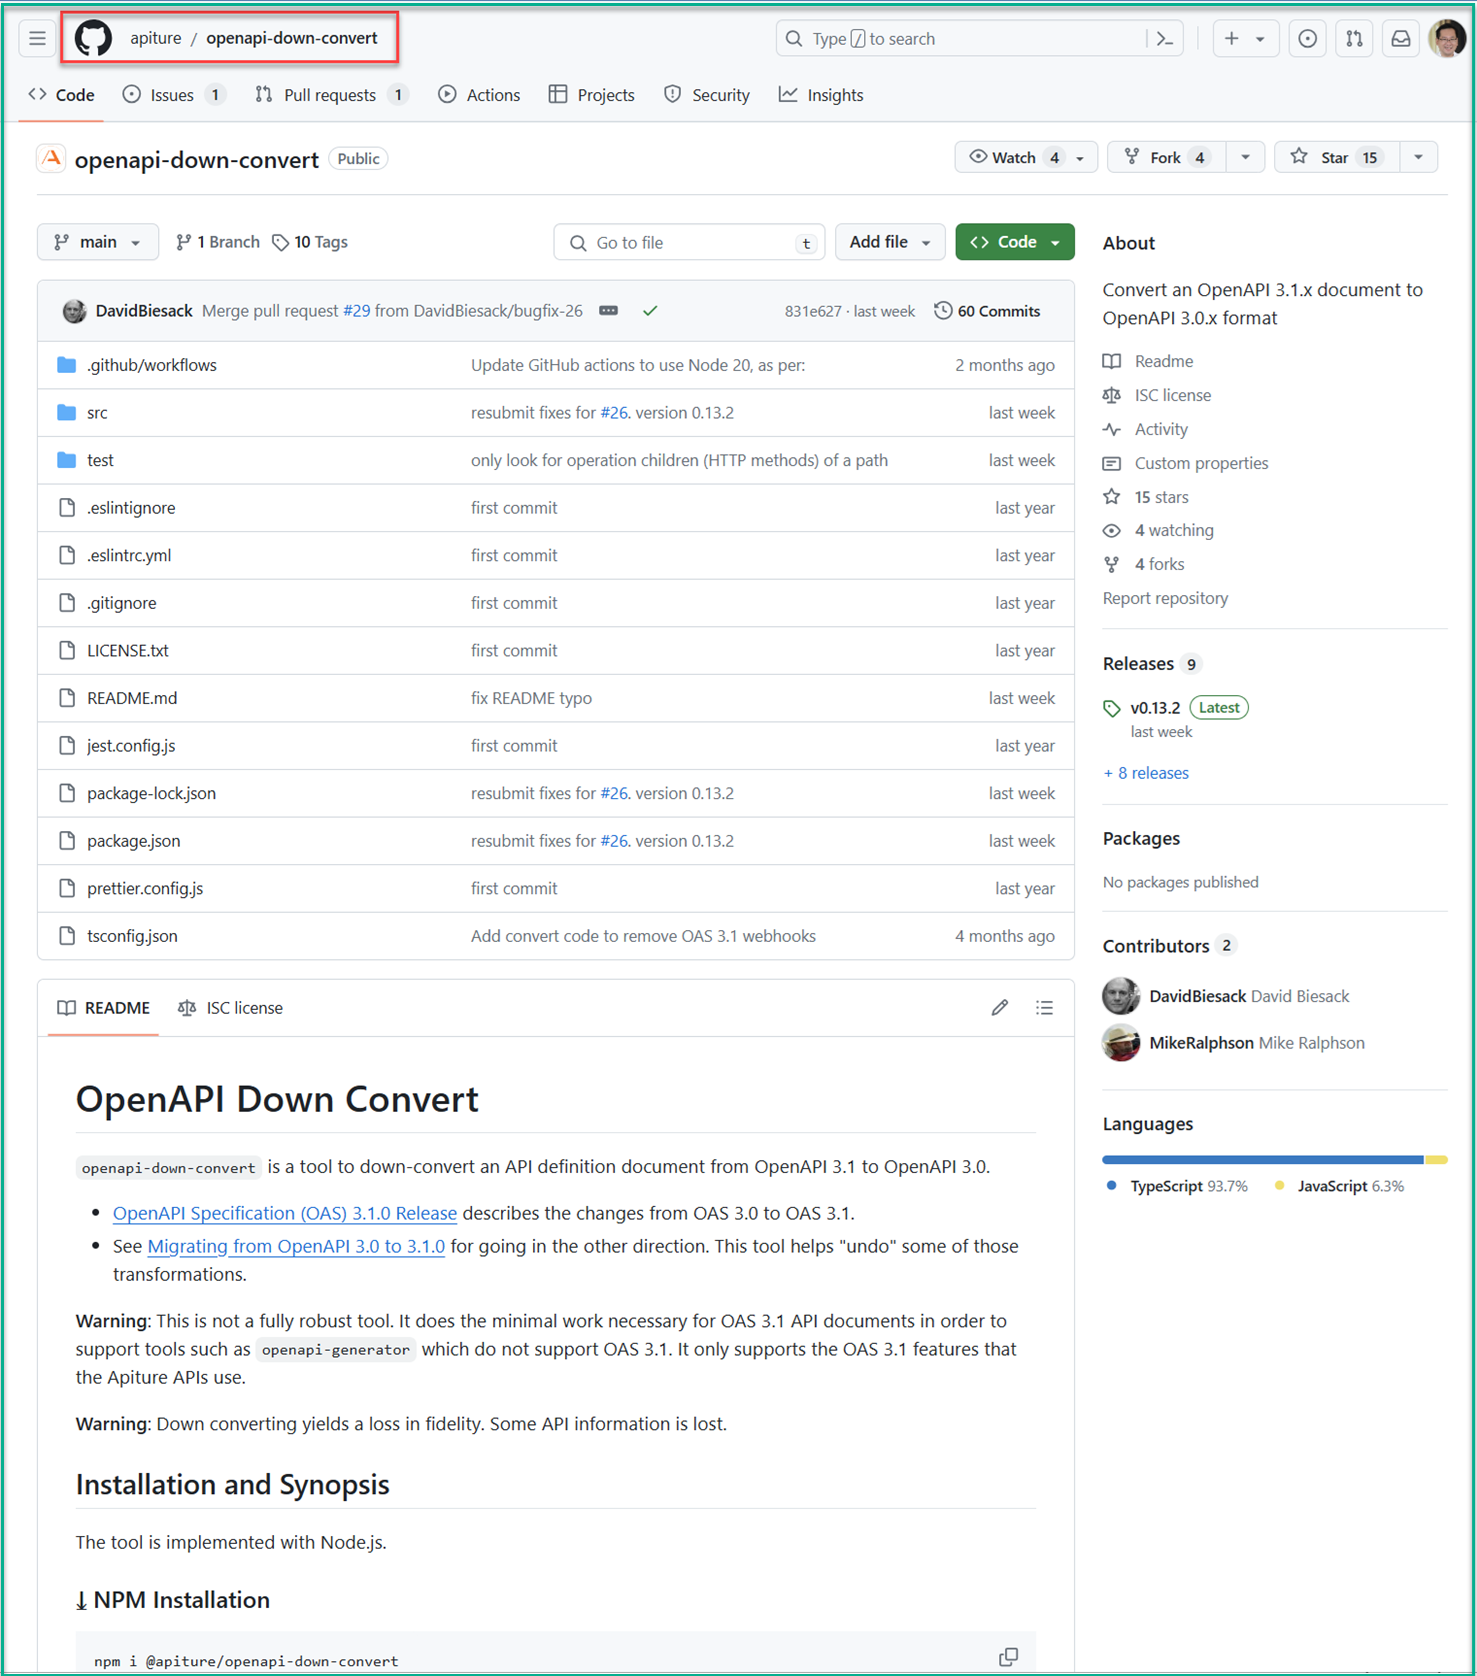 apiture / openapi-down-convert
Type / to search
Code Issues 1 Pull requests 1 Actions Projects Security Insights
openapi-down-convert Public
Watch 4 Fork 4 Star 15
main 1 Branch 10 Tags Go to file t Add file Code
DavidBiesack Merge pull request #29 from DavidBiesack/bugfix-26 831e627 · last week 60 Commits
.github/workflows Update GitHub actions to use Node 20, as per: 2 months ago
src resubmit fixes for #26. version 0.13.2 last week
test only look for operation children (HTTP methods) of a path last week
.eslintignore first commit last year
.eslintrc.yml first commit last year
.gitignore first commit last year
LICENSE.txt first commit last year
README.md fix README typo last week
jest.config.js first commit last year
package-lock.json resubmit fixes for #26. version 0.13.2 last week
package.json resubmit fixes for #26. version 0.13.2 last week
prettier.config.js first commit last year
tsconfig.json Add convert code to remove OAS 3.1 webhooks 4 months ago
README ISC license
OpenAPI Down Convert
openapi-down-convert is a tool to down-convert an API definition document from OpenAPI 3.1 to OpenAPI 3.0.
• OpenAPI Specification (OAS) 3.1.0 Release describes the changes from OAS 3.0 to OAS 3.1.
• See Migrating from OpenAPI 3.0 to 3.1.0 for going in the other direction. This tool helps "undo" some of those
transformations.
Warning: This is not a fully robust tool. It does the minimal work necessary for OAS 3.1 API documents in order to
support tools such as openapi-generator which do not support OAS 3.1. It only supports the OAS 3.1 features that
the Apiture APIs use.
Warning: Down converting yields a loss in fidelity. Some API information is lost.
Installation and Synopsis
The tool is implemented with Node.js.
↓ NPM Installation
npm i @apiture/openapi-down-convert
About
Convert an OpenAPI 3.1.x document to
OpenAPI 3.0.x format
Readme
ISC license
Activity
Custom properties
15 stars
4 watching
4 forks
Report repository
Releases 9
v0.13.2 Latest
last week
+ 8 releases
Packages
No packages published
Contributors 2
DavidBiesack David Biesack
MikeRalphson Mike Ralphson
Languages
TypeScript 93.7% JavaScript 6.3%